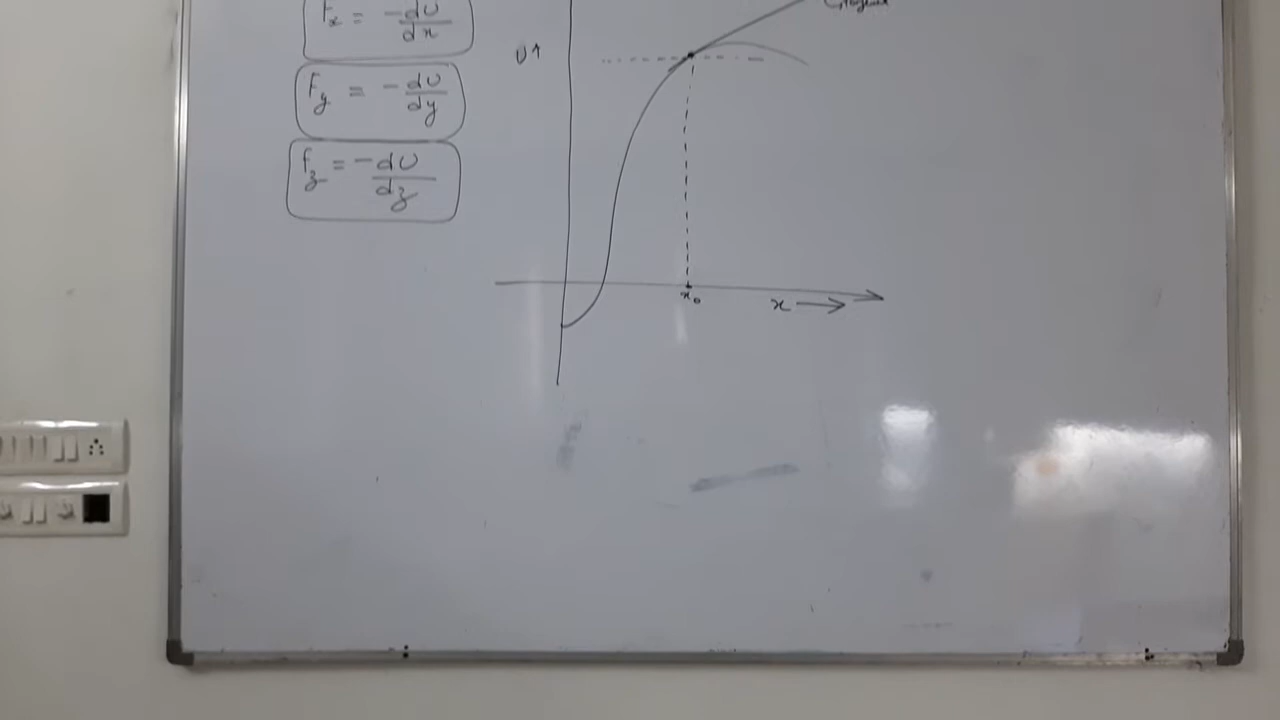 Fx = -dU/dx
Fy = -dU/dy
fz = -dU/dz
U↑
x₀
x →